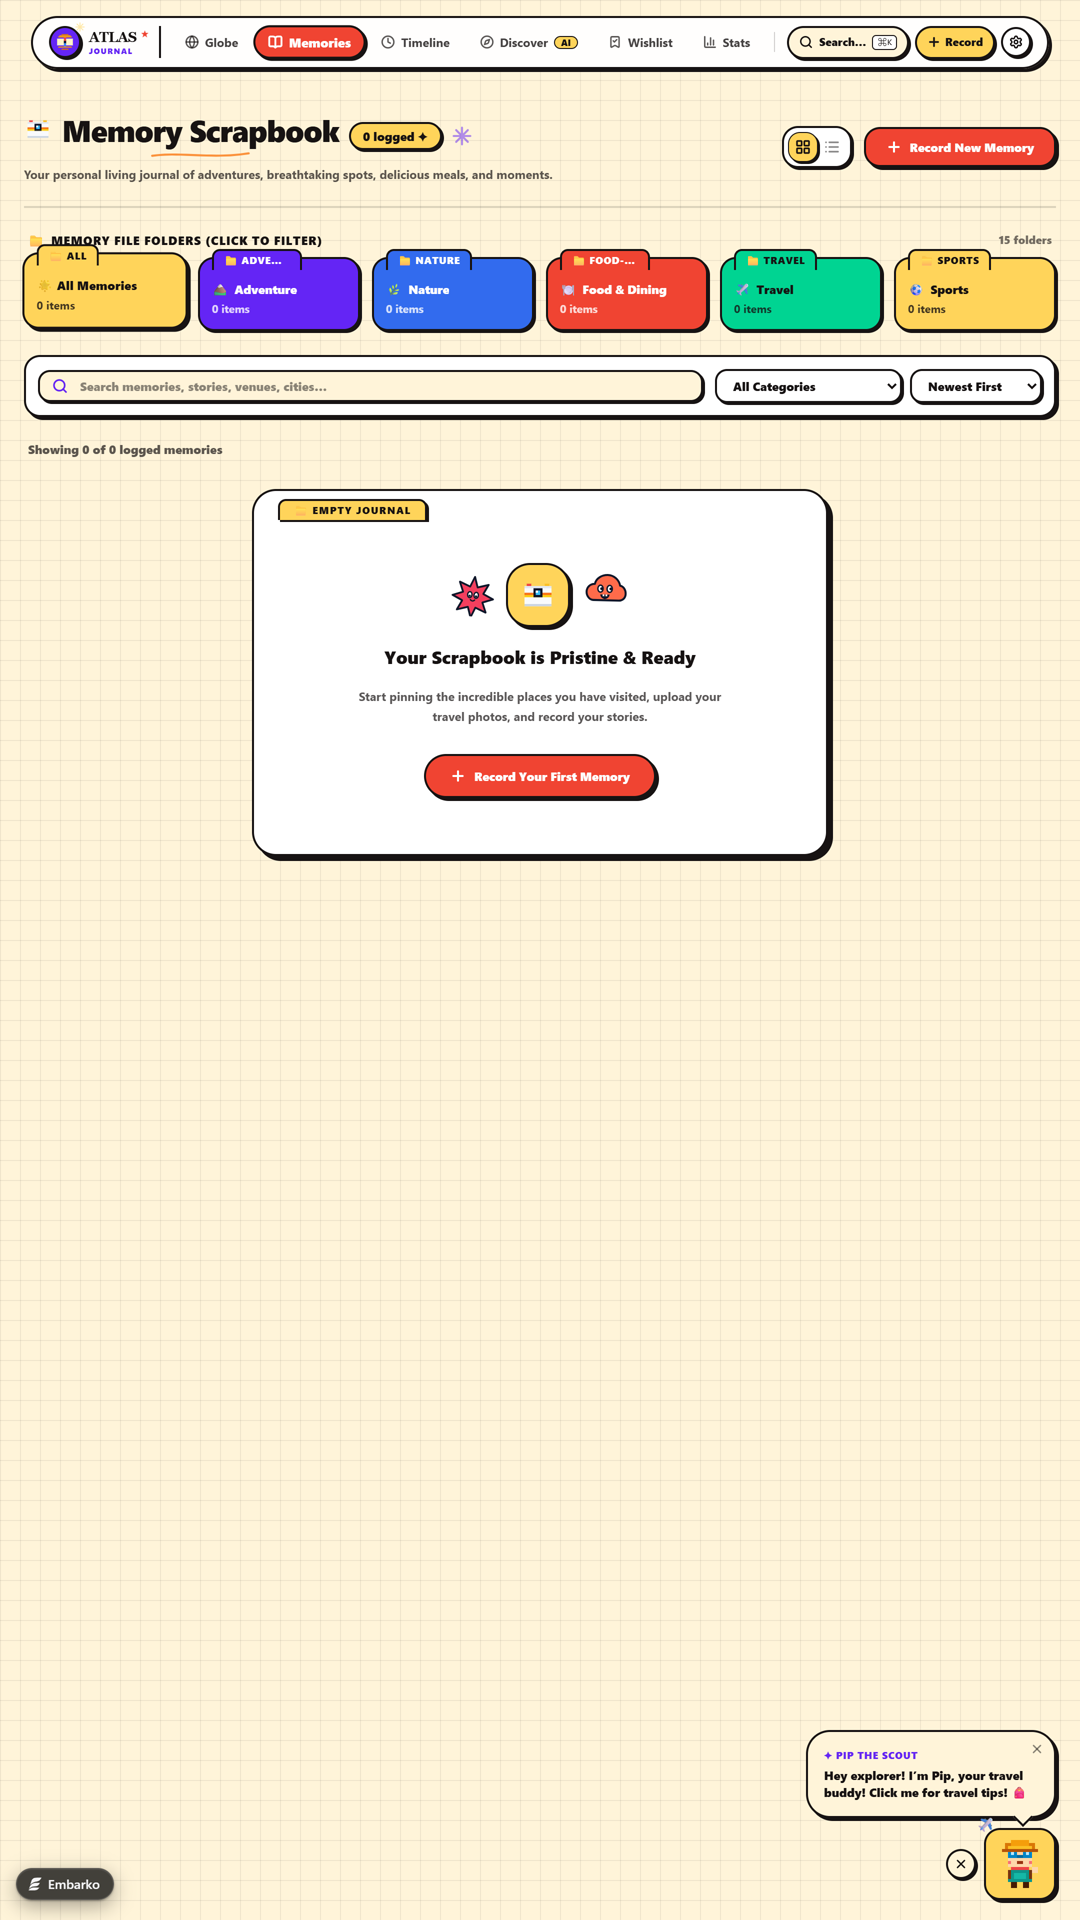 ATLAS
JOURNAL
Globe
Memories
Timeline
Discover AI
Wishlist
Stats
Search... ⌘K
+ Record
Memory Scrapbook
0 logged ✦
Your personal living journal of adventures, breathtaking spots, delicious meals, and moments.
+ Record New Memory
MEMORY FILE FOLDERS (CLICK TO FILTER)
15 folders
ALL
All Memories
0 items
ADVE...
Adventure
0 items
NATURE
Nature
0 items
FOOD-...
Food & Dining
0 items
TRAVEL
Travel
0 items
SPORTS
Sports
0 items
Search memories, stories, venues, cities...
All Categories
Newest First
Showing 0 of 0 logged memories
EMPTY JOURNAL
Your Scrapbook is Pristine & Ready
Start pinning the incredible places you have visited, upload your
travel photos, and record your stories.
+ Record Your First Memory
✦ PIP THE SCOUT
Hey explorer! I'm Pip, your travel
buddy! Click me for travel tips! 🎒
Embarko